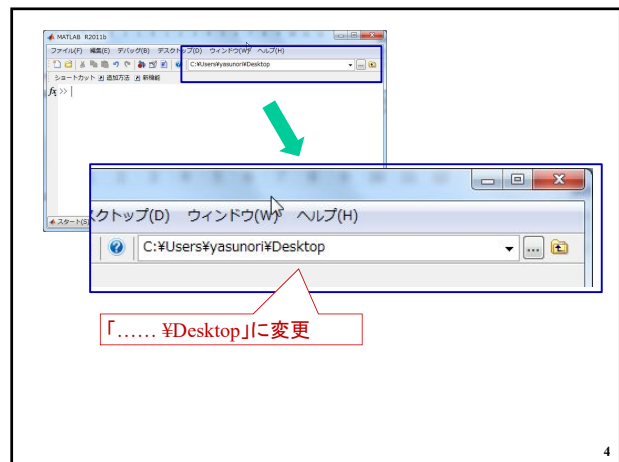 MATLAB R2011b
ファイル(F) 編集(E) デバッグ(B) デスクトップ(D) ウィンドウ(W) ヘルプ(H)
C:¥Users¥yasunori¥Desktop
ショートカット 追加方法 新機能
fx >>
スタート(S)
クトップ(D) ウィンドウ(W) ヘルプ(H)
C:¥Users¥yasunori¥Desktop
「…… ¥Desktop」に変更
4